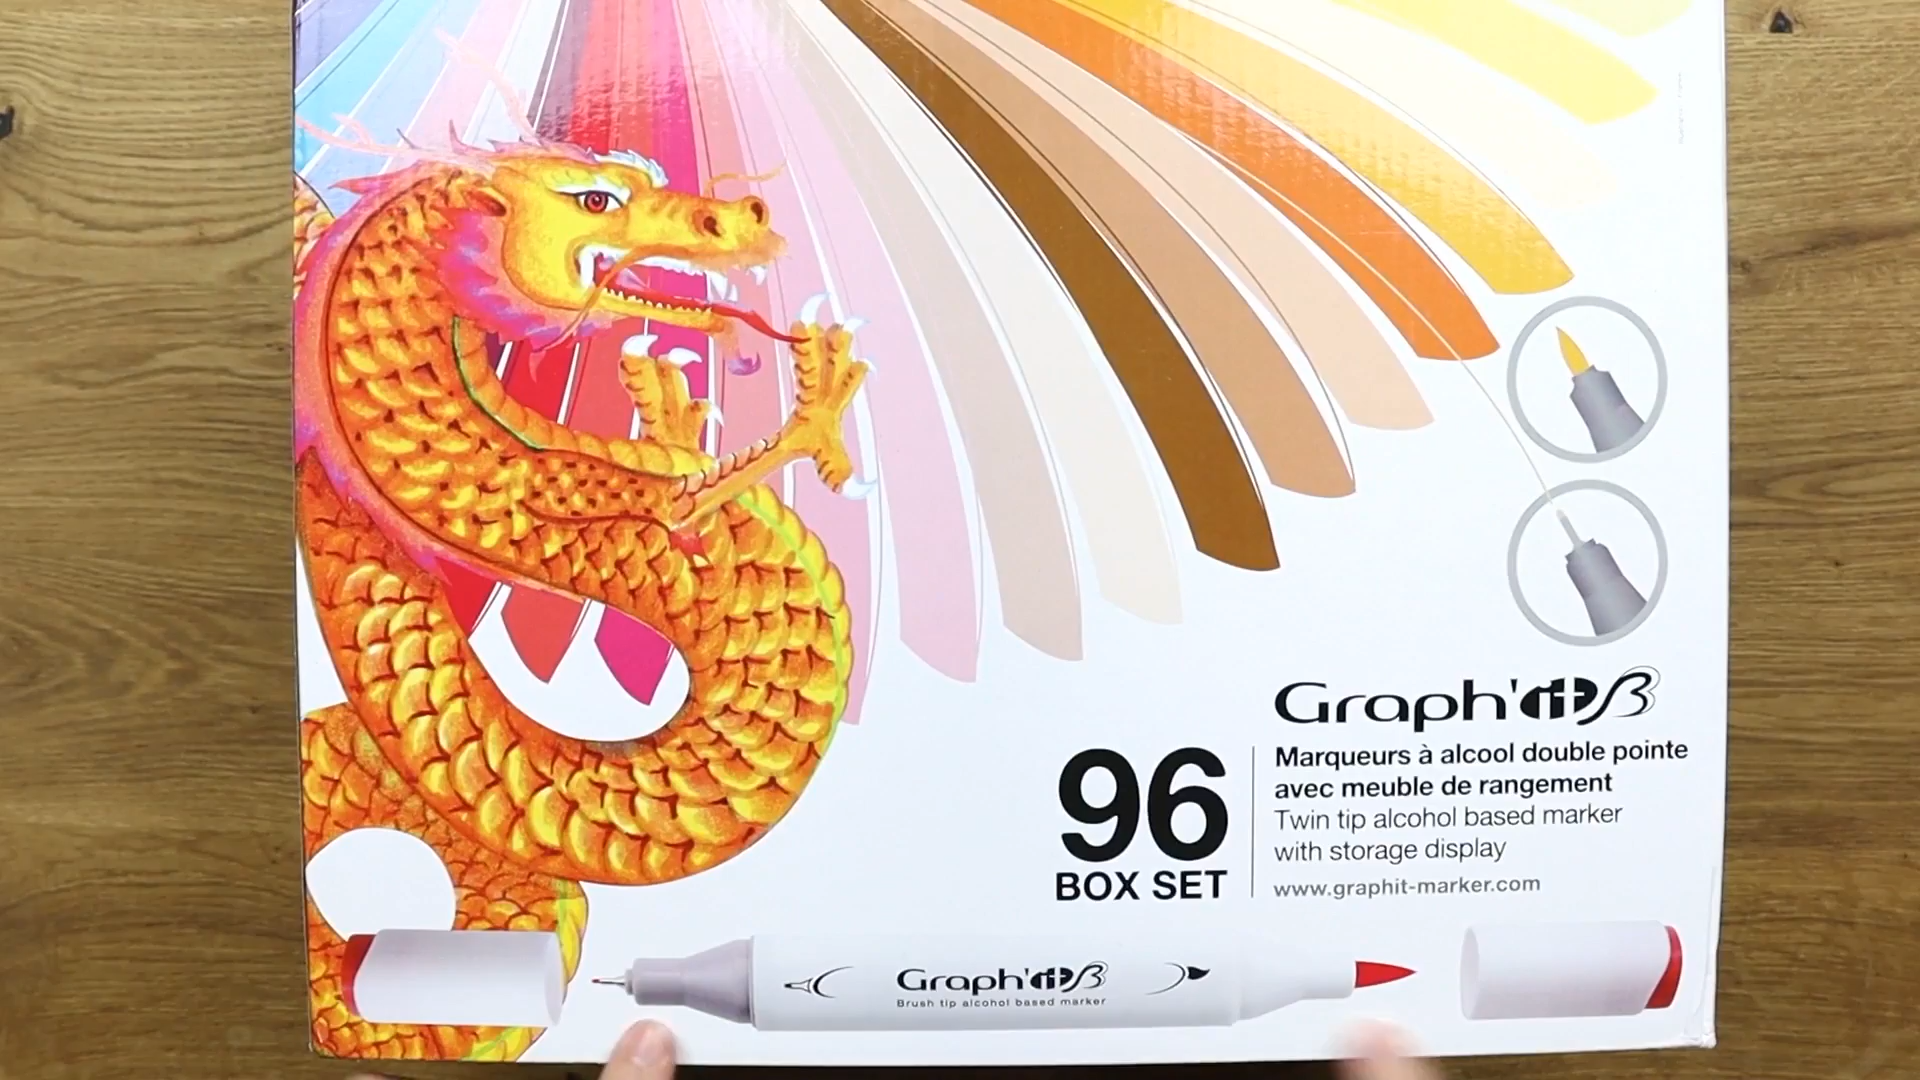 Graph'it B
Marqueurs à alcool double pointe
avec meuble de rangement
Twin tip alcohol based marker
with storage display
www.graphit-marker.com
96
BOX SET
Graph'it B
Brush tip alcohol based marker